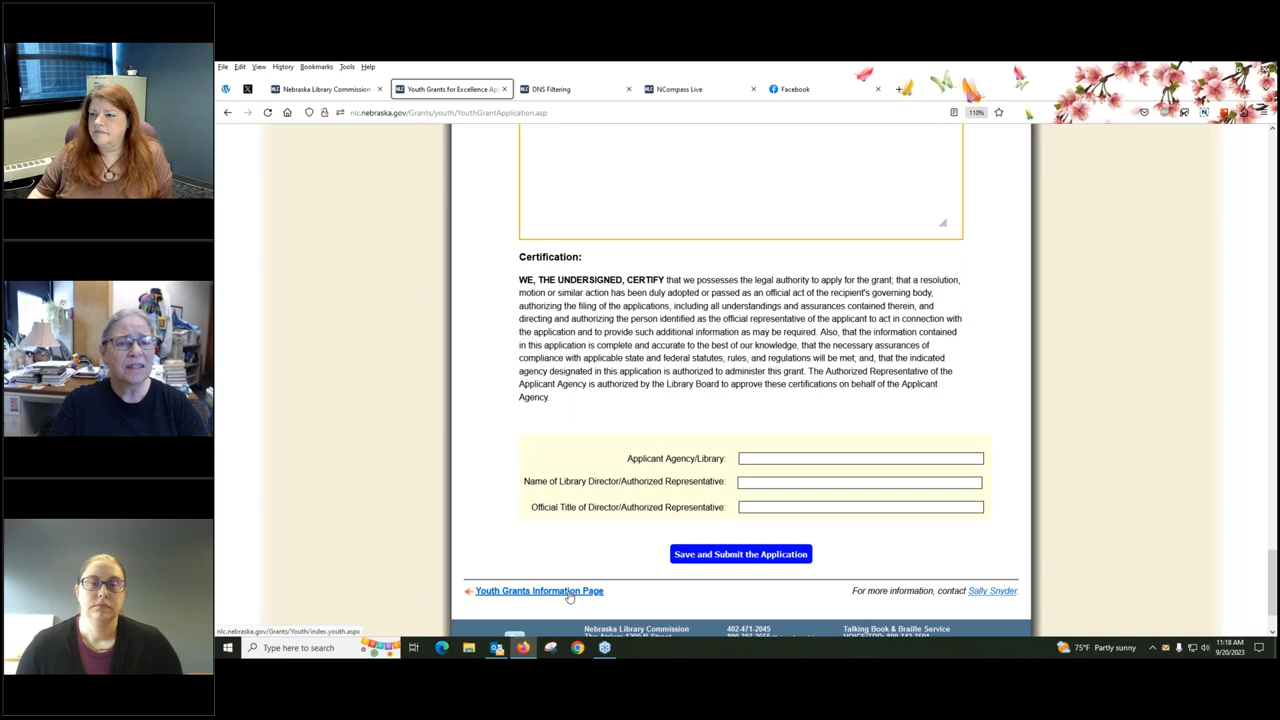 File Edit View History Bookmarks Tools Help
Nebraska Library Commission
Youth Grants for Excellence Ap
DNS Filtering
NCompass Live
Facebook
nlc.nebraska.gov/Grants/youth/YouthGrantApplication.asp
110%
Certification:
WE, THE UNDERSIGNED, CERTIFY that we possesses the legal authority to apply for the grant; that a resolution,
motion or similar action has been duly adopted or passed as an official act of the recipient's governing body,
authorizing the filing of the applications, including all understandings and assurances contained therein, and
directing and authorizing the person identified as the official representative of the applicant to act in connection
with the application and to provide such additional information as may be required. Also, that the information contained
in this application is complete and accurate to the best of our knowledge, that the necessary assurances of
compliance with applicable state and federal statutes, rules, and regulations will be met; and, that the indicated
agency designated in this application is authorized to administer this grant. The Authorized Representative of the
Applicant Agency is authorized by the Library Board to approve these certifications on behalf of the Applicant
Agency.
Applicant Agency/Library:
Name of Library Director/Authorized Representative:
Official Title of Director/Authorized Representative:
Save and Submit the Application
Youth Grants Information Page
For more information, contact Sally Snyder.
nlc.nebraska.gov/Grants/Youth/index.youth.aspx
Nebraska Library Commission
402-471-2045
Talking Book & Braille Service
Type here to search
75°F Partly sunny
11:18 AM
9/20/2023